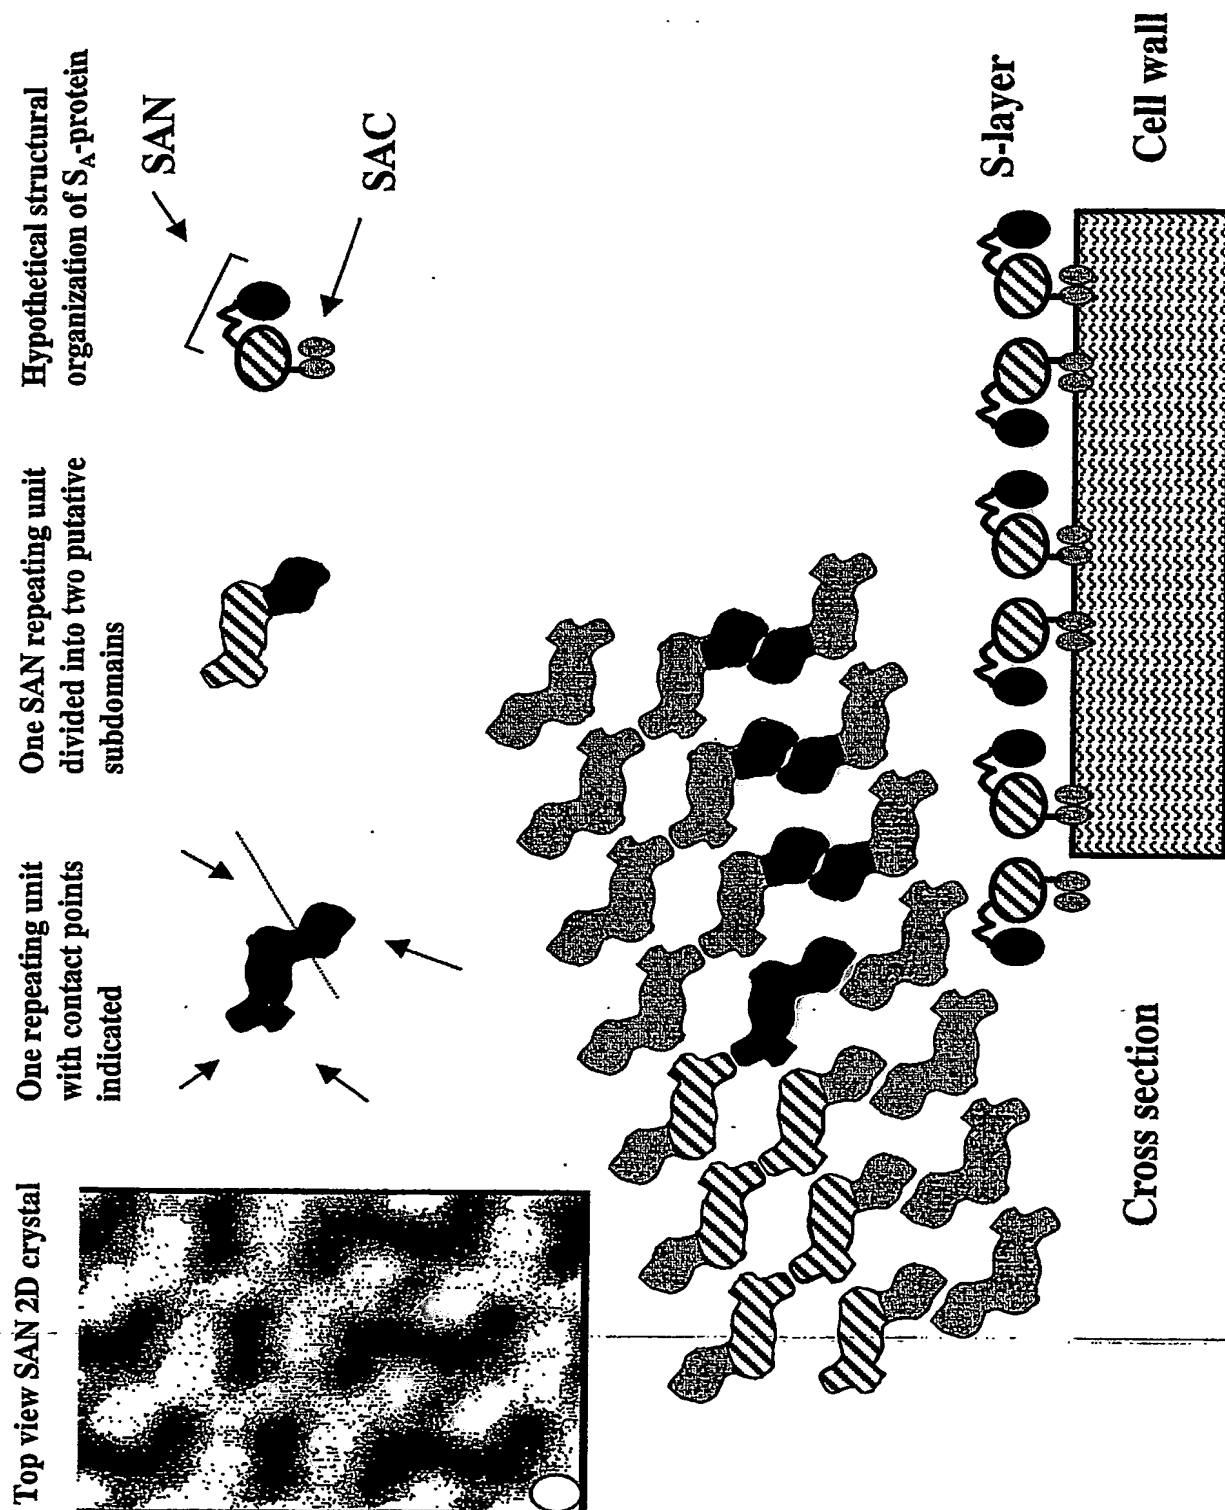 Top view SAN 2D crystal
One repeating unit
with contact points
indicated
One SAN repeating unit
divided into two putative
subdomains
Hypothetical structural
organization of SA-protein
SAN
SAC
Cross section
S-layer
Cell wall